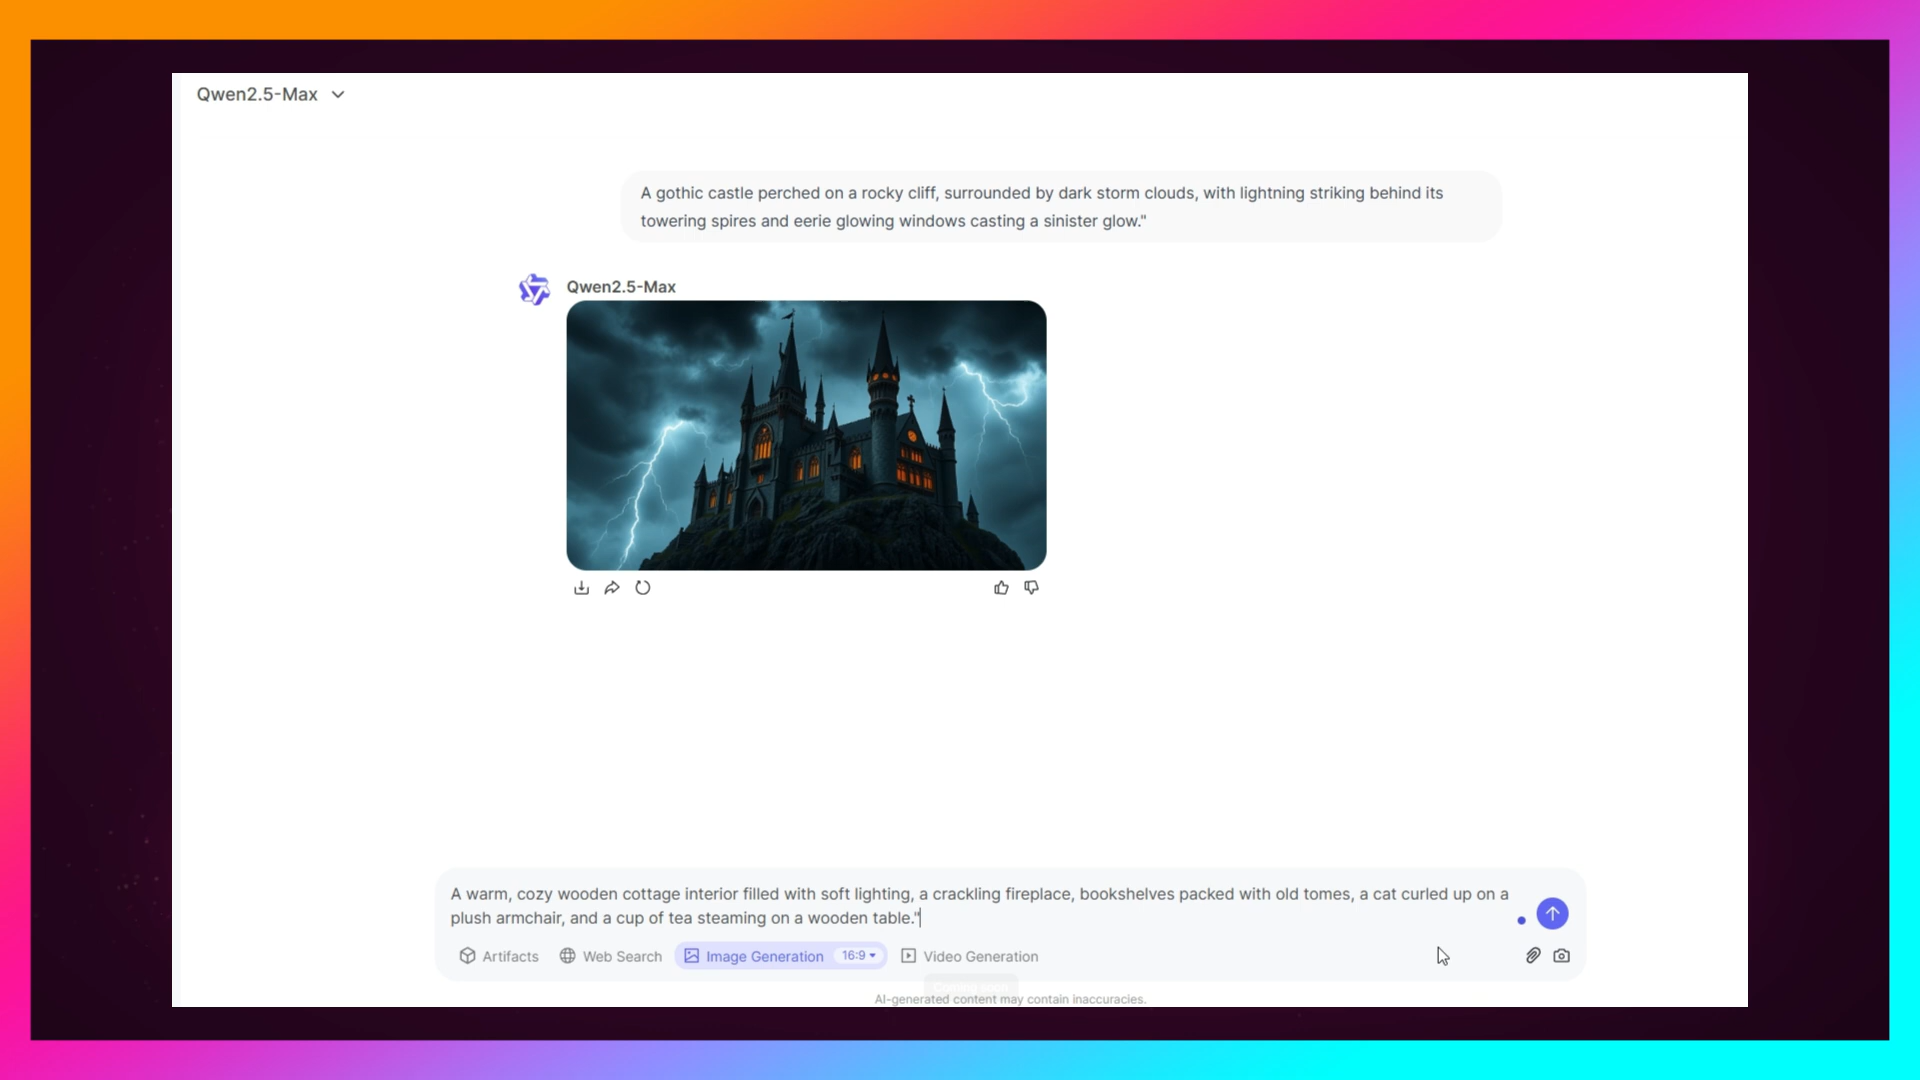 Qwen2.5-Max
A gothic castle perched on a rocky cliff, surrounded by dark storm clouds, with lightning striking behind its
towering spires and eerie glowing windows casting a sinister glow."
Qwen2.5-Max
A warm, cozy wooden cottage interior filled with soft lighting, a crackling fireplace, bookshelves packed with old tomes, a cat curled up on a
plush armchair, and a cup of tea steaming on a wooden table."
Artifacts Web Search Image Generation 16:9 Video Generation
Coming soon
AI-generated content may contain inaccuracies.